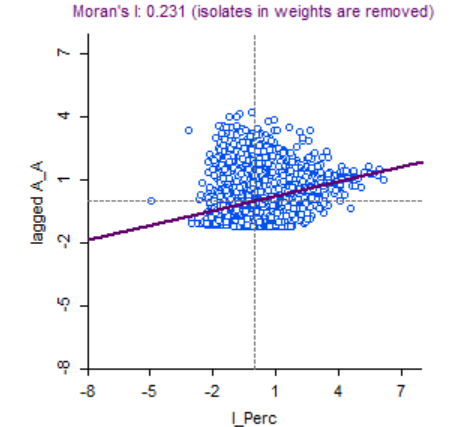 Moran's I: 0.231 (isolates in weights are removed)
7
4
1
-2
-5
-8
lagged A_A
-8 -5 -2 1 4 7
I_Perc